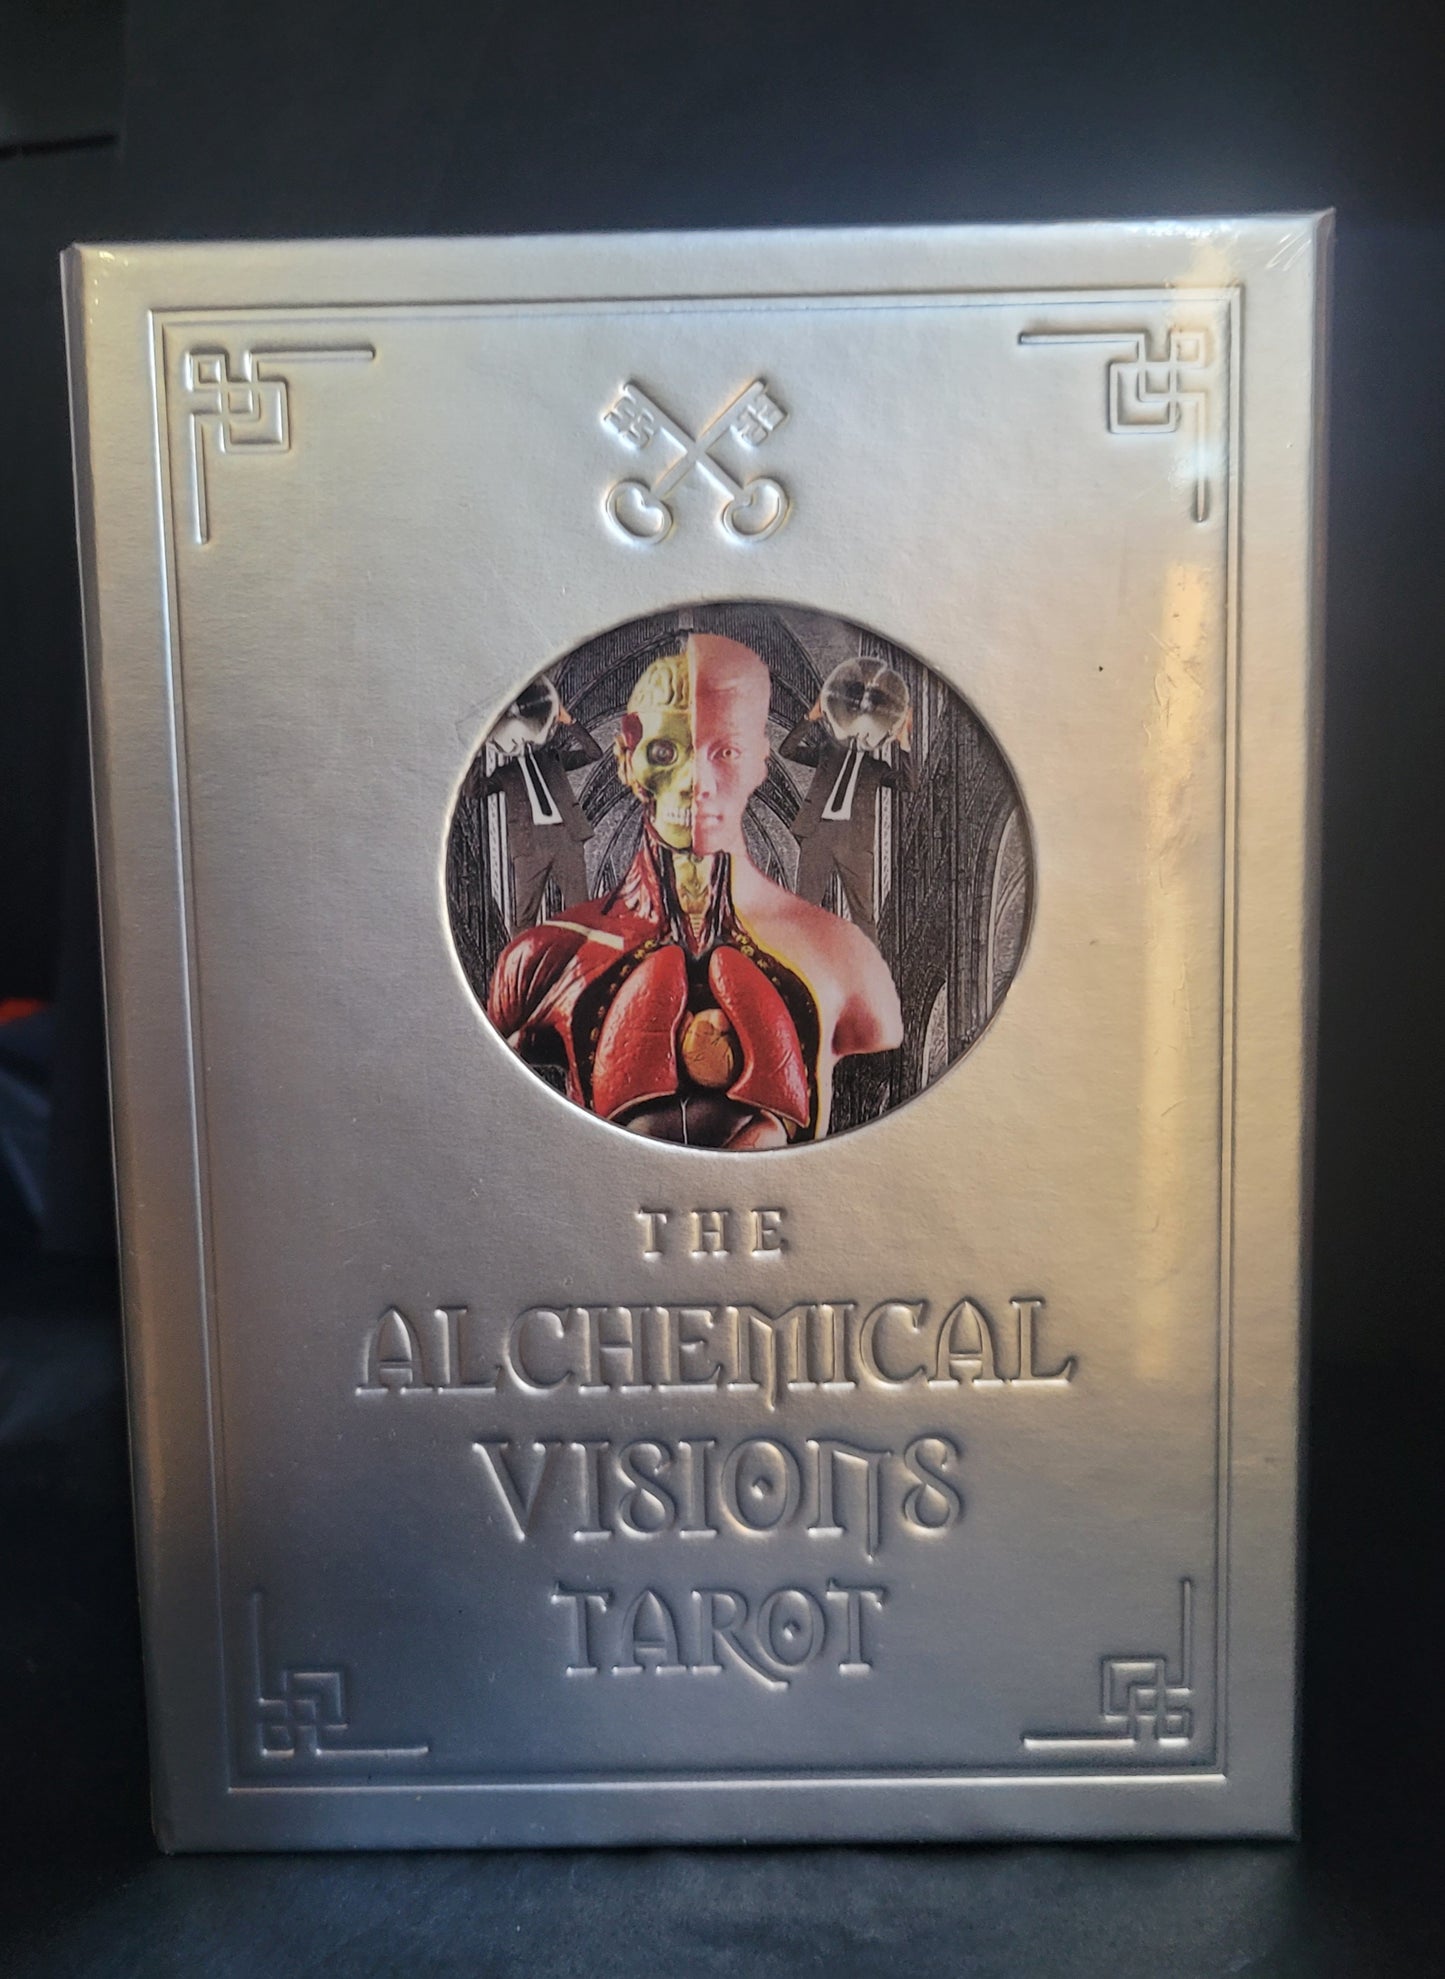 THE
ALCHEMICAL
VISIONS
TAROT